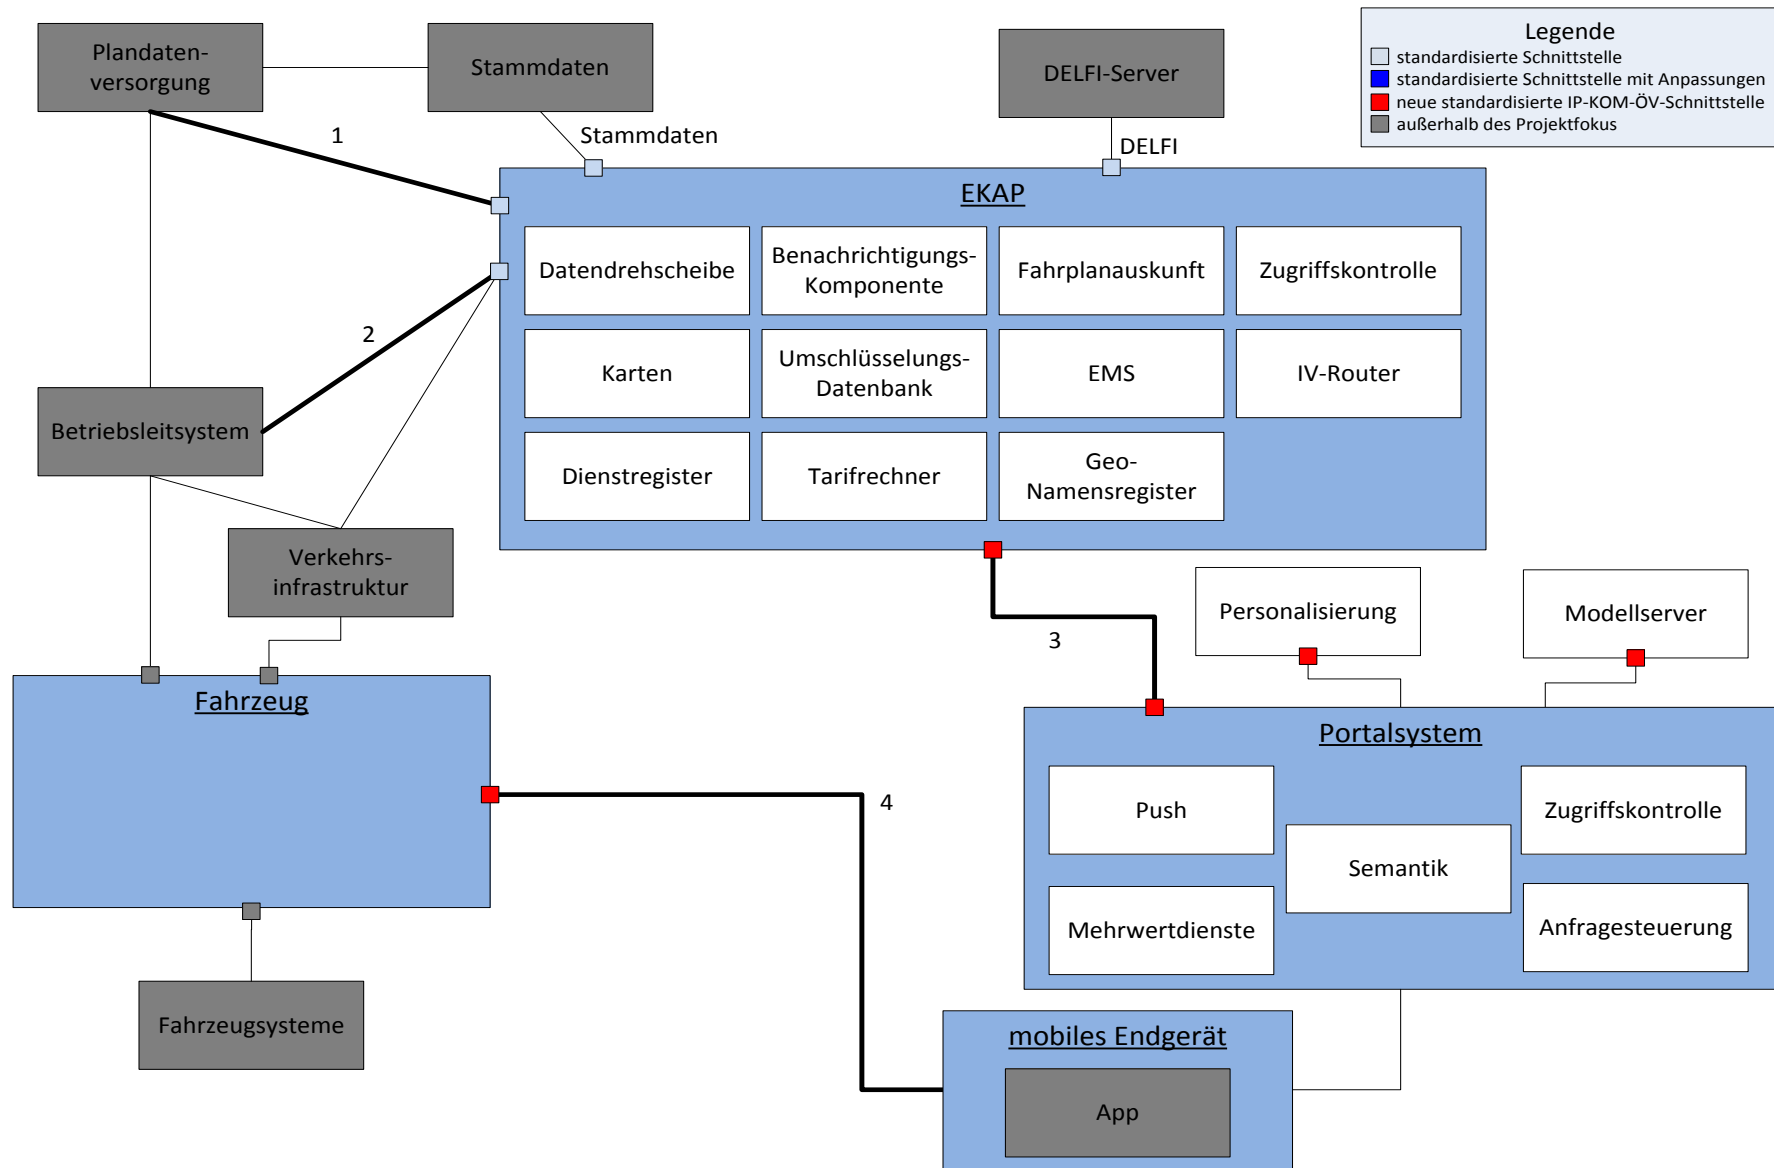 Plandaten-
versorgung
Stammdaten
DELFI-Server
Legende
standardisierte Schnittstelle
standardisierte Schnittstelle mit Anpassungen
neue standardisierte IP-KOM-ÖV-Schnittstelle
außerhalb des Projektfokus
1
Stammdaten
DELFI
EKAP
Datendrehscheibe
Benachrichtigungs-
Komponente
Fahrplanauskunft
Zugriffskontrolle
2
Karten
Umschlüsselungs-
Datenbank
EMS
IV-Router
Betriebsleitsystem
Dienstregister
Tarifrechner
Geo-
Namensregister
Verkehrs-
infrastruktur
3
Personalisierung
Modellserver
Fahrzeug
Portalsystem
4
Push
Zugriffskontrolle
Semantik
Mehrwertdienste
Anfragesteuerung
Fahrzeugsysteme
mobiles Endgerät
App